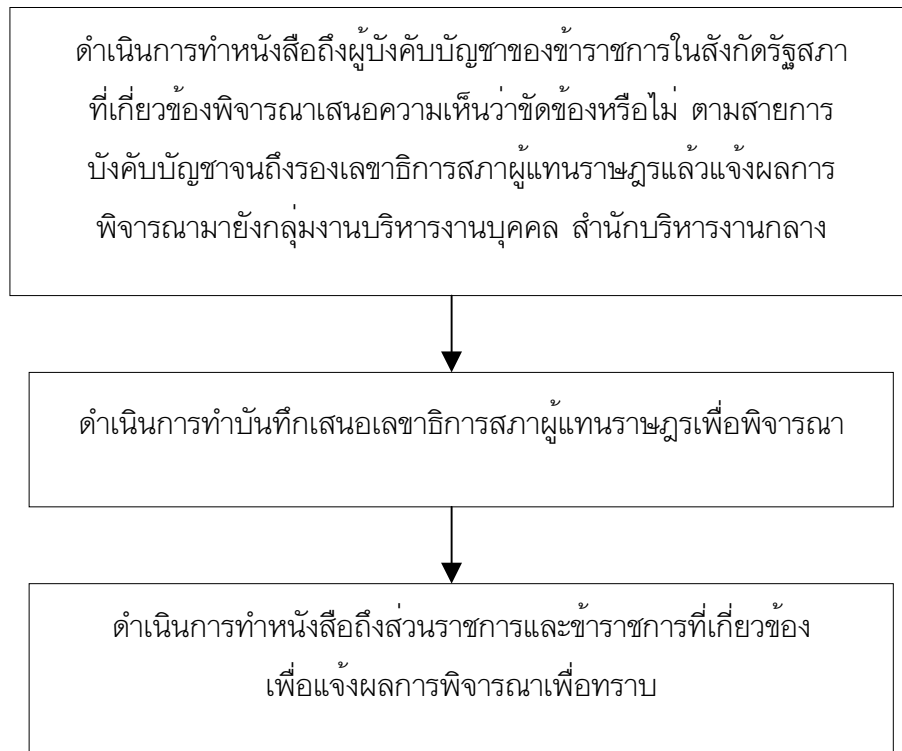 ดำเนินการทำหนังสือถึงผู้บังคับบัญชาของข้าราชการในสังกัดรัฐสภา
ที่เกี่ยวข้องพิจารณาเสนอความเห็นว่าขัดข้องหรือไม่ ตามสายการ
บังคับบัญชาจนถึงรองเลขาธิการสภาผู้แทนราษฎรแล้วแจ้งผลการ
พิจารณามายังกลุ่มงานบริหารงานบุคคล สำนักบริหารงานกลาง
ดำเนินการทำบันทึกเสนอเลขาธิการสภาผู้แทนราษฎรเพื่อพิจารณา
ดำเนินการทำหนังสือถึงส่วนราชการและข้าราชการที่เกี่ยวข้อง
เพื่อแจ้งผลการพิจารณาเพื่อทราบ